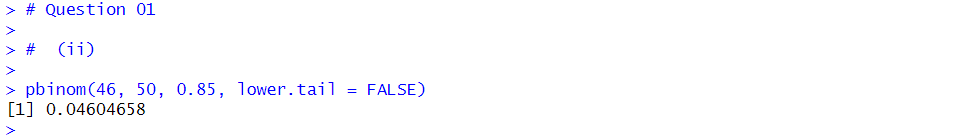 > # Question 01
>
> #  (ii)
>
> pbinom(46, 50, 0.85, lower.tail = FALSE)
[1] 0.04604658
>